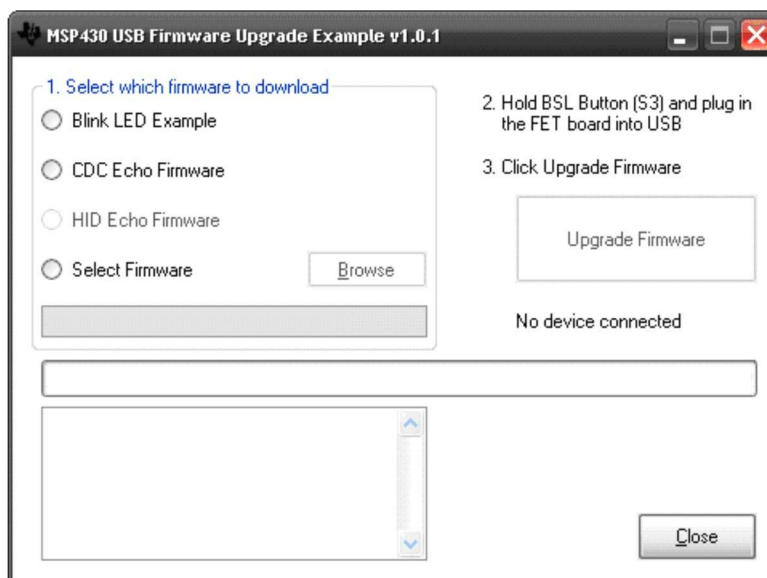 MSP430 USB Firmware Upgrade Example v1.0.1
1. Select which firmware to download
Blink LED Example
CDC Echo Firmware
HID Echo Firmware
Select Firmware
Browse
2. Hold BSL Button (S3) and plug in
the FET board into USB
3. Click Upgrade Firmware
Upgrade Firmware
No device connected
Close